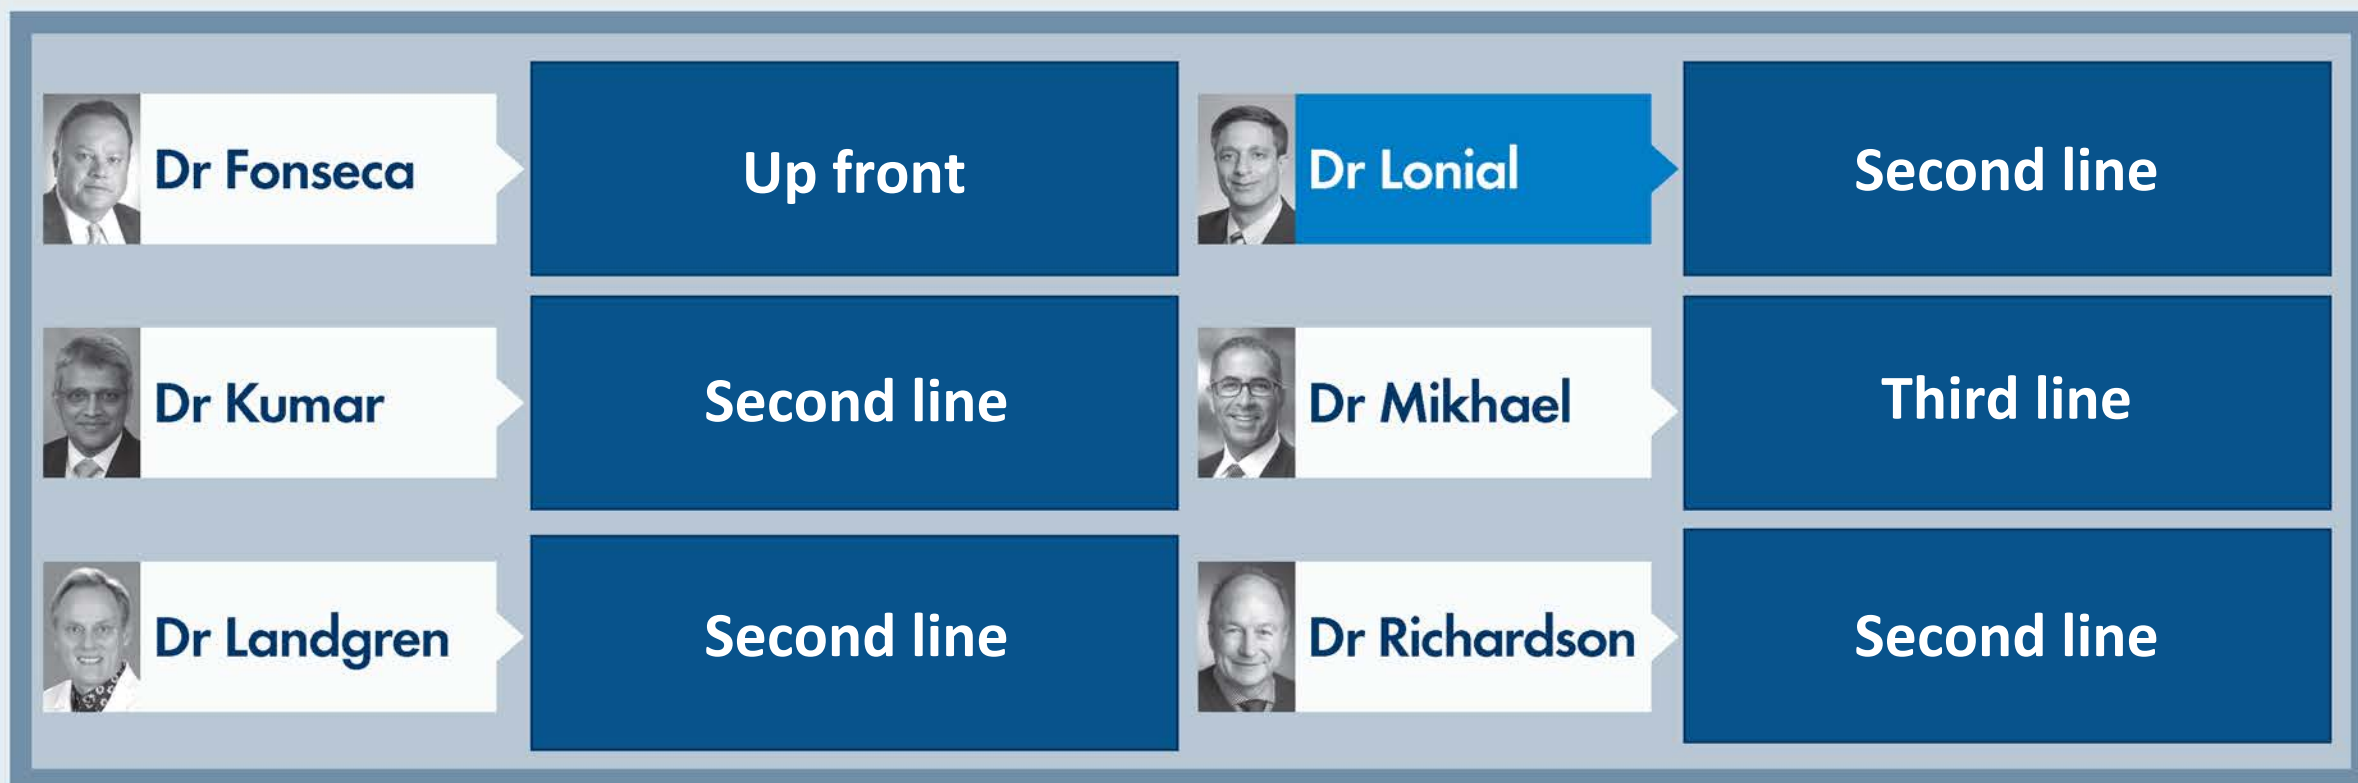 Dr Fonseca
Up front
Dr Lonial
Second line
Dr Kumar
Second line
Dr Mikhael
Third line
Dr Landgren
Second line
Dr Richardson
Second line